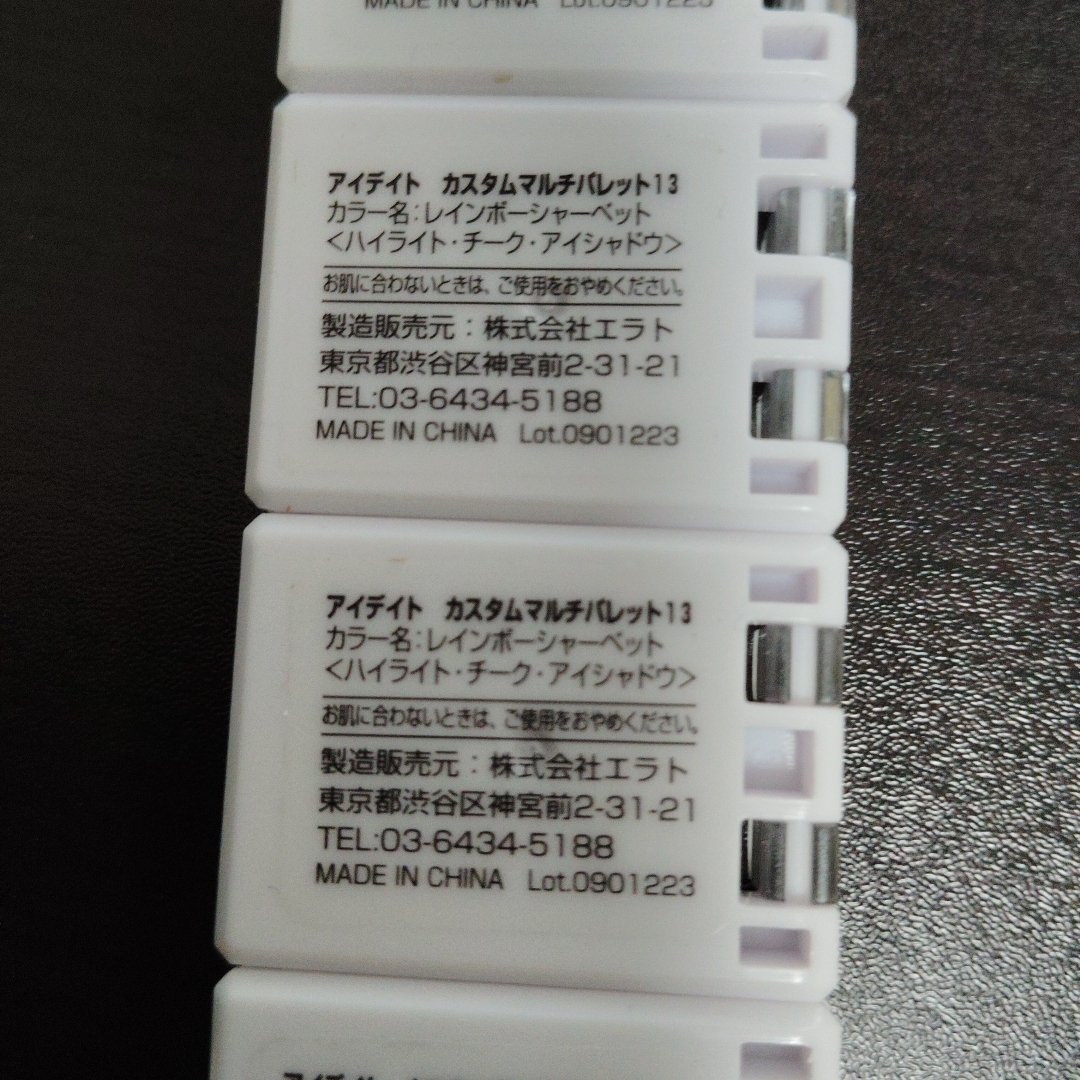 MADE IN CHINA Lot.0901223
アイデイト カスタムマルチパレット13
カラー名:レインボーシャーベット
<ハイライト・チーク・アイシャドウ>
お肌に合わないときは、ご使用をおやめください。
製造販売元:株式会社エラト
東京都渋谷区神宮前2-31-21
TEL:03-6434-5188
MADE IN CHINA Lot.0901223
アイデイト カスタムマルチパレット13
カラー名:レインボーシャーベット
<ハイライト・チーク・アイシャドウ>
お肌に合わないときは、ご使用をおやめください。
製造販売元:株式会社エラト
東京都渋谷区神宮前2-31-21
TEL:03-6434-5188
MADE IN CHINA Lot.0901223